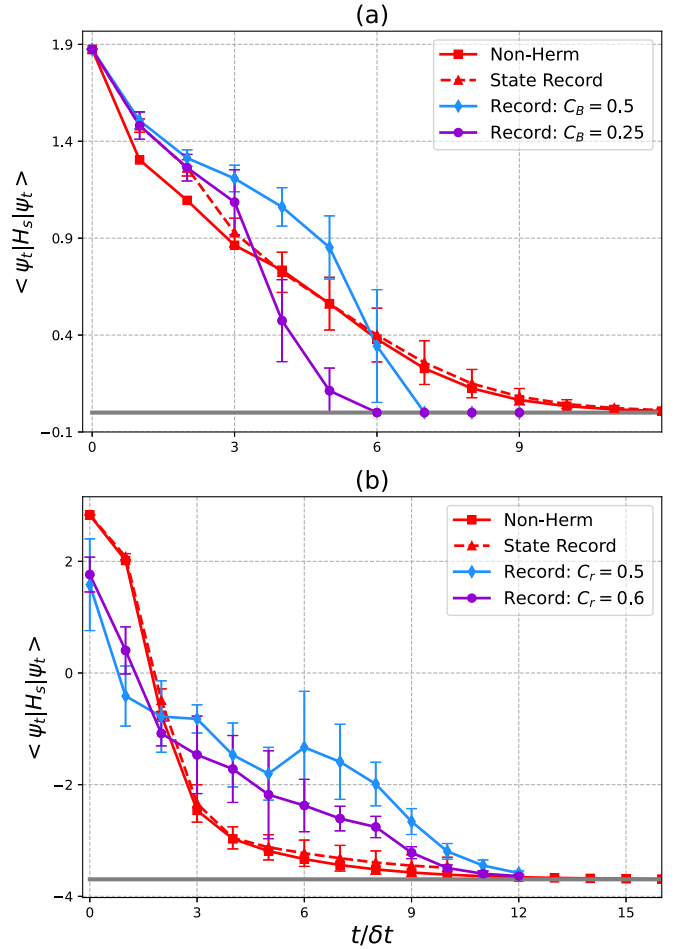 (a)
1.9
1.4
0.9
0.4
−0.1
< ψt|Hs|ψt >
Non-Herm
State Record
Record: CB = 0.5
Record: CB = 0.25
0
3
6
9
(b)
2
0
−2
−4
< ψt|Hs|ψt >
Non-Herm
State Record
Record: Cr = 0.5
Record: Cr = 0.6
0
3
6
9
12
15
t/δt